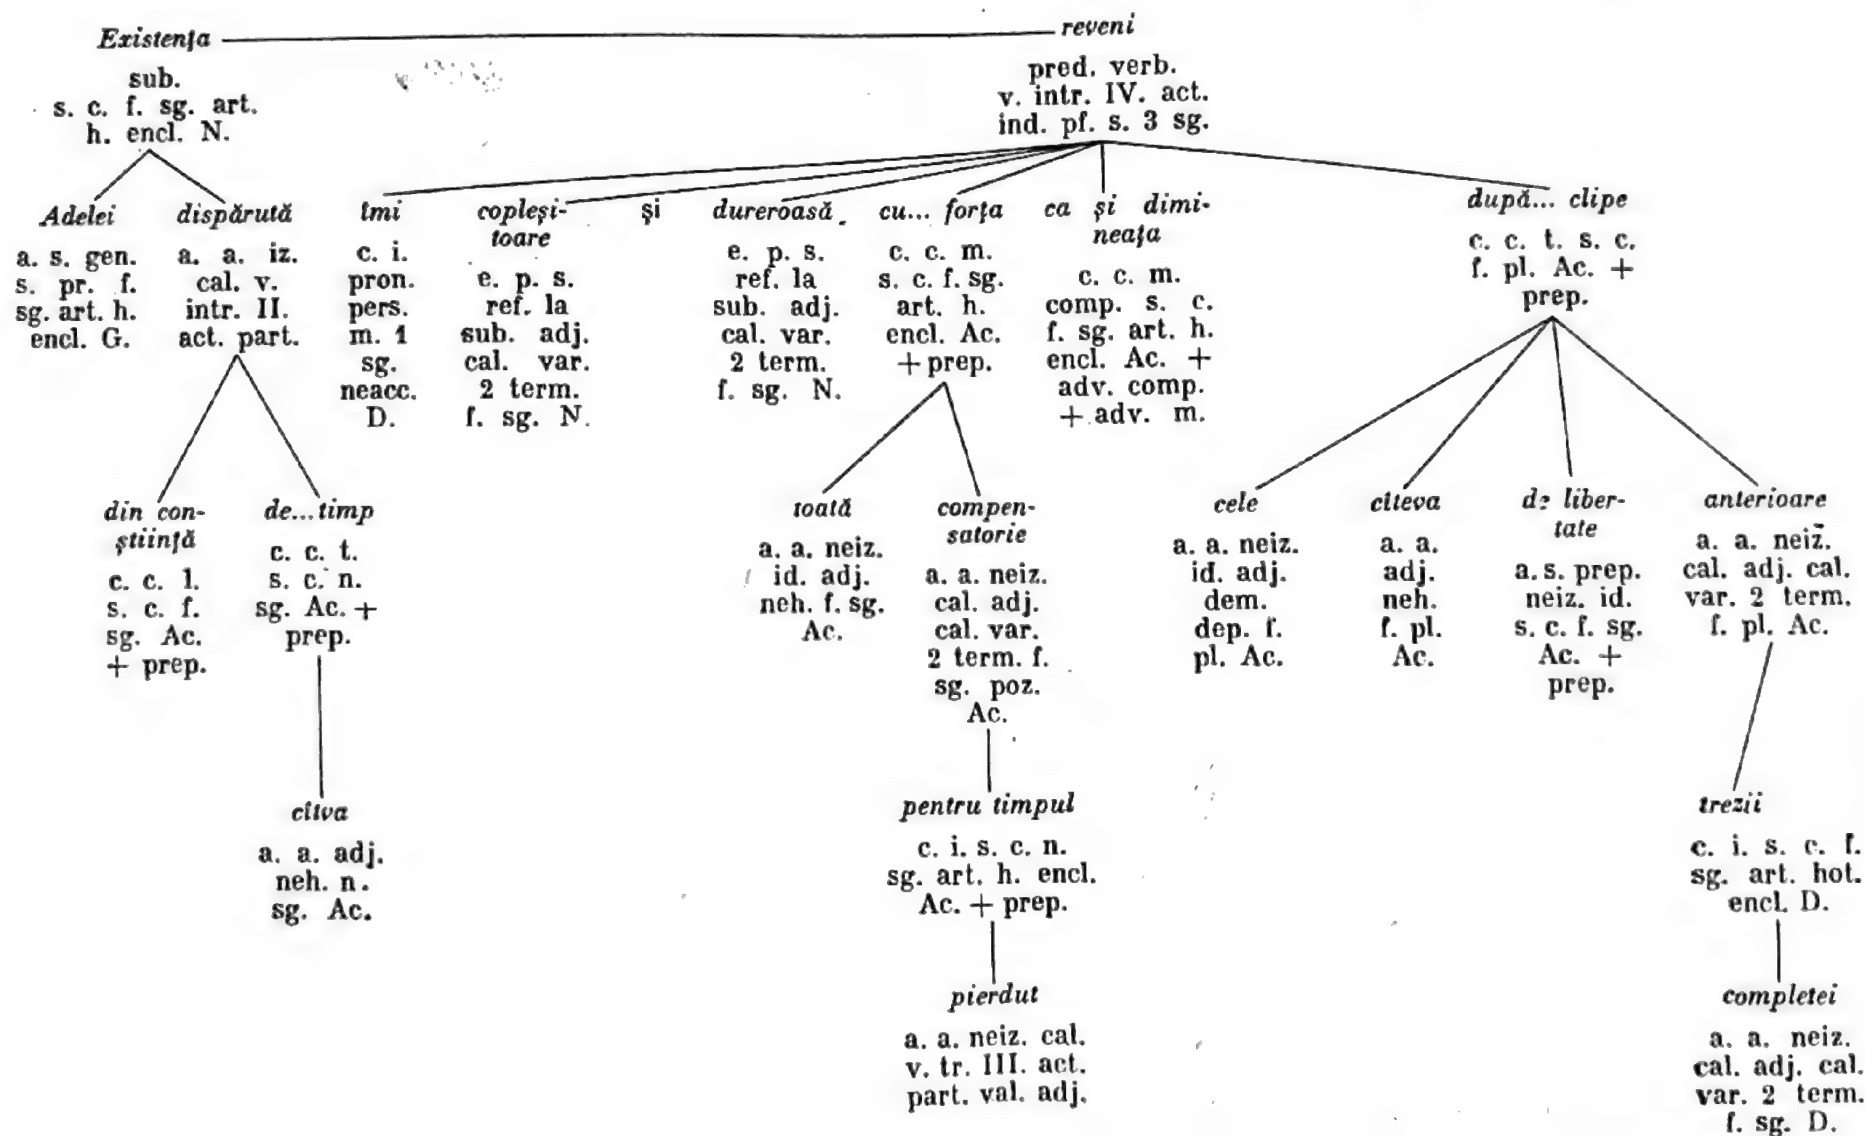 Existența
reveni
sub.
s. c. f. sg. art.
h. encl. N.
pred. verb.
v. intr. IV. act.
ind. pf. s. 3 sg.
Adelei
a. s. gen.
s. pr. f.
sg. art. h.
encl. G.
dispărută
a. a. iz.
cal. v.
intr. II.
act. part.
îmi
c. i.
pron.
pers.
m. 1
sg.
neacc.
D.
copleși-
toare
e. p. s.
ref. la
sub. adj.
cal. var.
2 term.
f. sg. N.
și
dureroasă
e. p. s.
ref. la
sub. adj.
cal. var.
2 term.
f. sg. N.
cu... forța
c. c. m.
s. c. f. sg.
art. h.
encl. Ac.
+ prep.
ca și dimi-
neața
c. c. m.
comp. s. c.
f. sg. art. h.
encl. Ac. +
adv. comp.
+ adv. m.
după... clipe
c. c. t. s. c.
f. pl. Ac. +
prep.
din con-
știință
c. c. l.
s. c. f.
sg. Ac.
+ prep.
de...timp
c. c. t.
s. c. n.
sg. Ac. +
prep.
toată
a. a. neiz.
id. adj.
neh. f. sg.
Ac.
compen-
satorie
a. a. neiz.
cal. adj.
cal. var.
2 term. f.
sg. poz.
Ac.
cele
a. a. neiz.
id. adj.
dem.
dep. f.
pl. Ac.
cîteva
a. a.
adj.
neh.
f. pl.
Ac.
de liber-
tate
a. s. prep.
neiz. id.
s. c. f. sg.
Ac. +
prep.
anterioare
a. a. neiz.
cal. adj. cal.
var. 2 term.
f. pl. Ac.
cîtva
a. a. adj.
neh. n.
sg. Ac.
pentru timpul
c. i. s. c. n.
sg. art. h. encl.
Ac. + prep.
trezii
c. i. s. c. f.
sg. art. hot.
encl. D.
pierdut
a. a. neiz. cal.
v. tr. III. act.
part. val. adj.
completei
a. a. neiz.
cal. adj. cal.
var. 2 term.
f. sg. D.